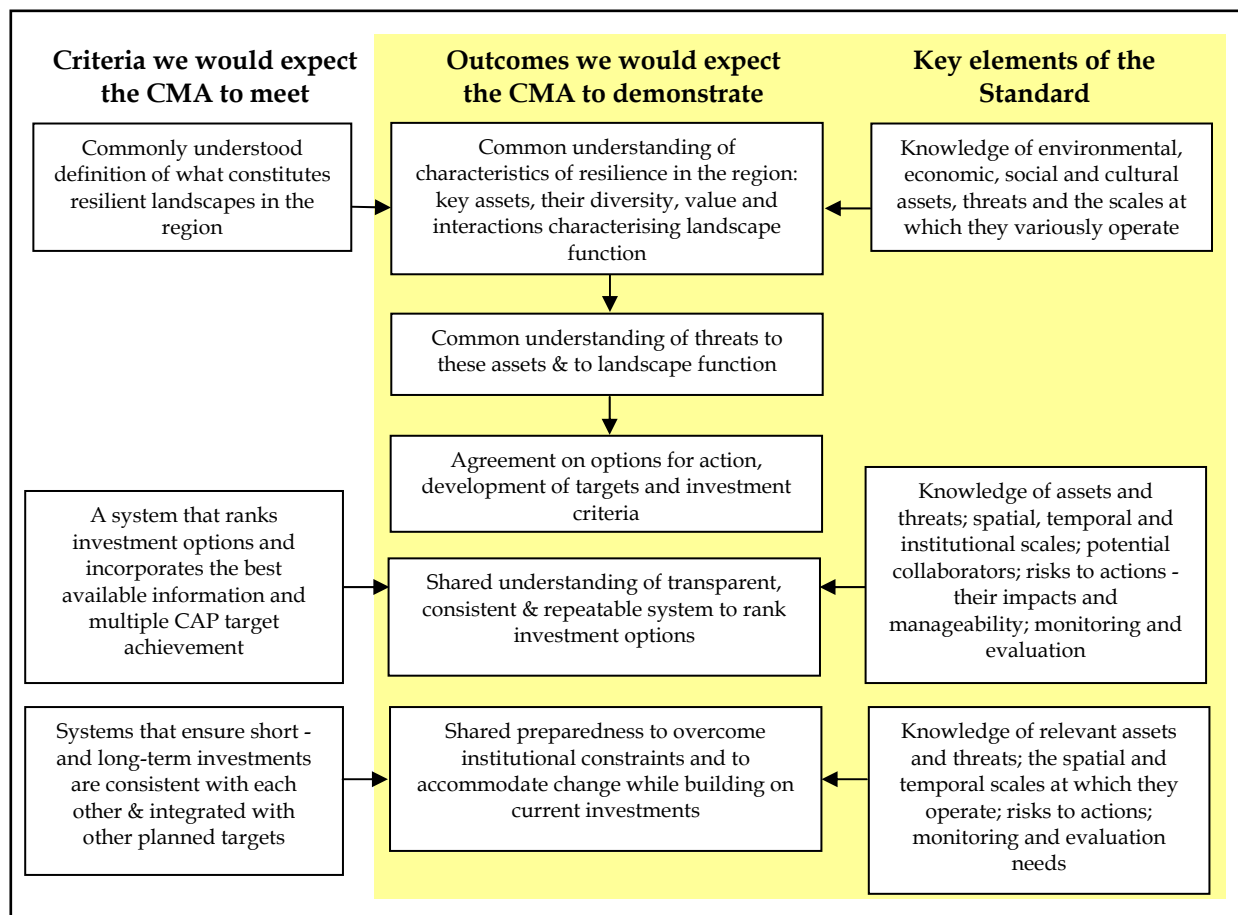 Criteria we would expect
the CMA to meet
Outcomes we would expect
the CMA to demonstrate
Key elements of the
Standard
Commonly understood
definition of what constitutes
resilient landscapes in the
region
Common understanding of
characteristics of resilience in the region:
key assets, their diversity, value and
interactions characterising landscape
function
Knowledge of environmental,
economic, social and cultural
assets, threats and the scales at
which they variously operate
Common understanding of threats to
these assets & to landscape function
Agreement on options for action,
development of targets and investment
criteria
A system that ranks
investment options and
incorporates the best
available information and
multiple CAP target
achievement
Shared understanding of transparent,
consistent & repeatable system to rank
investment options
Knowledge of assets and
threats; spatial, temporal and
institutional scales; potential
collaborators; risks to actions -
their impacts and
manageability; monitoring and
evaluation
Systems that ensure short -
and long-term investments
are consistent with each
other & integrated with
other planned targets
Shared preparedness to overcome
institutional constraints and to
accommodate change while building on
current investments
Knowledge of relevant assets
and threats; the spatial and
temporal scales at which they
operate; risks to actions;
monitoring and evaluation
needs